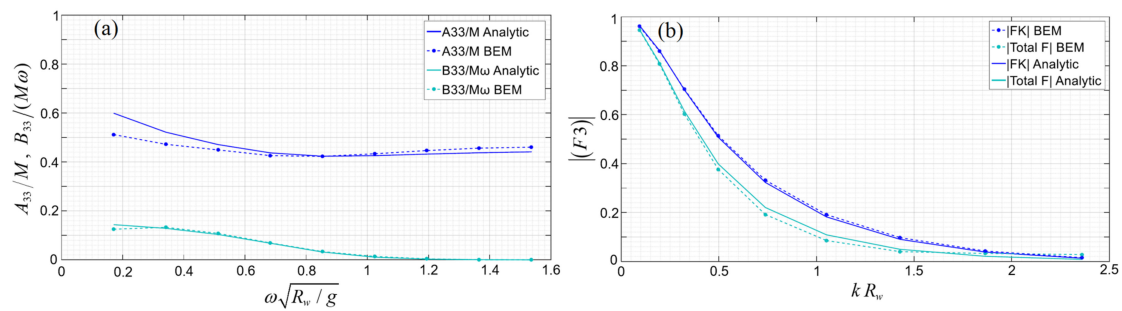 (a)
A33/M Analytic
A33/M BEM
B33/Mω Analytic
B33/Mω BEM
A₃₃/M, B₃₃/(Mω)
1
0.8
0.6
0.4
0.2
0
0
0.2
0.4
0.6
0.8
1.0
1.2
1.4
1.6
ω√(R_w / g)
(b)
|FK| BEM
|Total F| BEM
|FK| Analytic
|Total F| Analytic
|(F3)|
1
0.8
0.6
0.4
0.2
0
0
0.5
1
1.5
2
2.5
k R_w